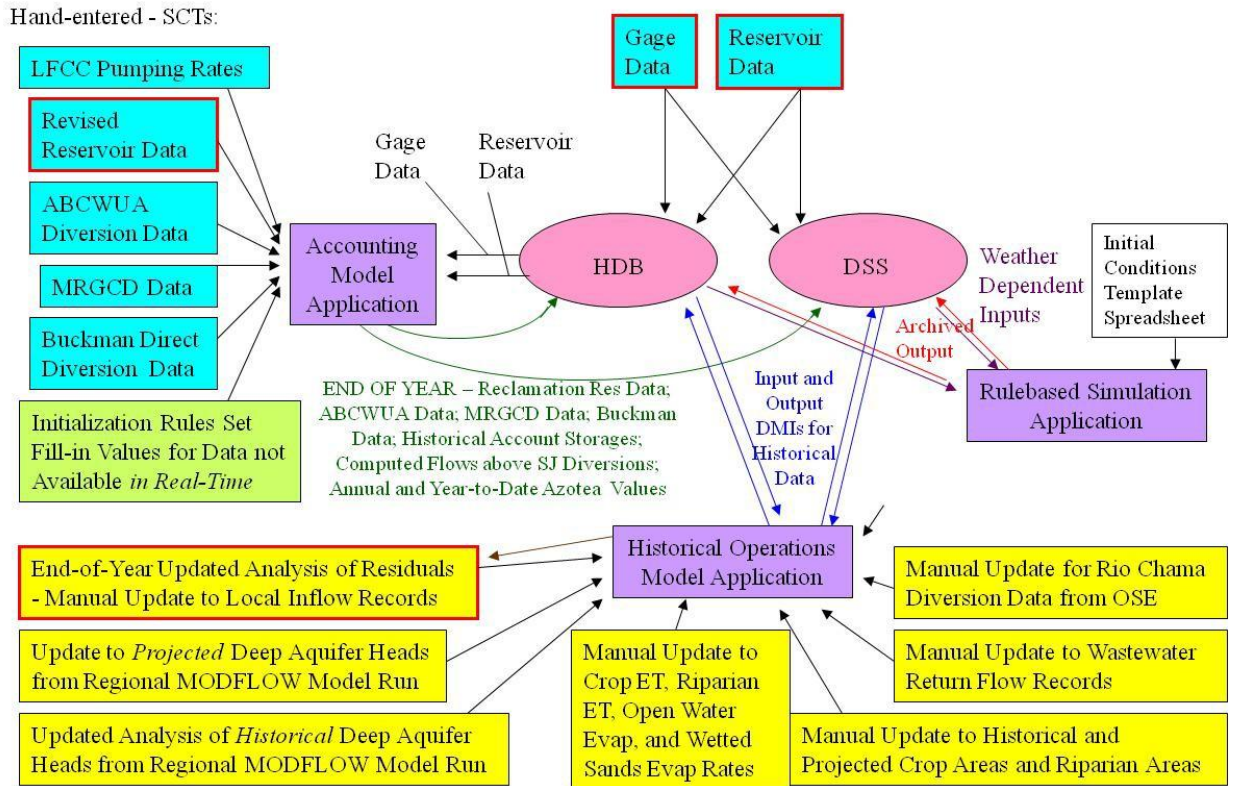 Hand-entered - SCTs:
LFCC Pumping Rates
Revised
Reservoir Data
ABCWUA
Diversion Data
MRGCD Data
Buckman Direct
Diversion Data
Initialization Rules Set
Fill-in Values for Data not
Available in Real-Time
Gage
Data
Reservoir
Data
Gage
Data
Reservoir
Data
Accounting
Model
Application
HDB
DSS
Weather
Dependent
Inputs
Initial
Conditions
Template
Spreadsheet
Archived
Output
Rulebased Simulation
Application
END OF YEAR – Reclamation Res Data;
ABCWUA Data; MRGCD Data; Buckman
Data; Historical Account Storages;
Computed Flows above SJ Diversions;
Annual and Year-to-Date Azotea Values
Input and
Output
DMIs for
Historical
Data
Historical Operations
Model Application
End-of-Year Updated Analysis of Residuals
- Manual Update to Local Inflow Records
Update to Projected Deep Aquifer Heads
from Regional MODFLOW Model Run
Updated Analysis of Historical Deep Aquifer
Heads from Regional MODFLOW Model Run
Manual Update to
Crop ET, Riparian
ET, Open Water
Evap, and Wetted
Sands Evap Rates
Manual Update for Rio Chama
Diversion Data from OSE
Manual Update to Wastewater
Return Flow Records
Manual Update to Historical and
Projected Crop Areas and Riparian Areas